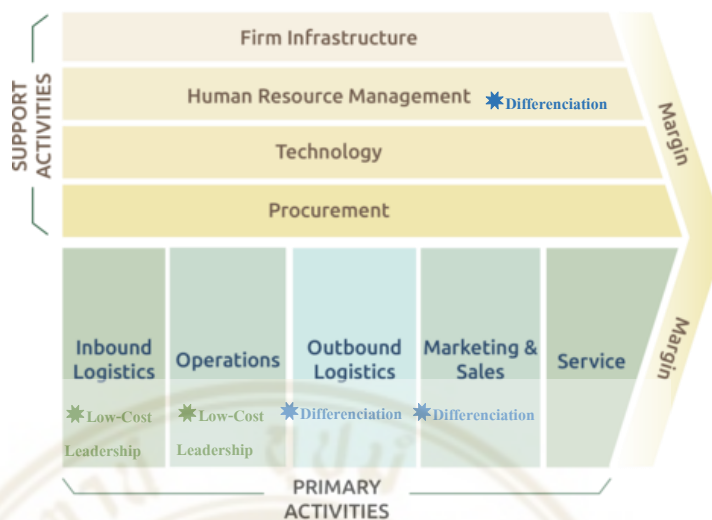 SUPPORT
ACTIVITIES
Firm Infrastructure
Human Resource Management
Differenciation
Technology
Procurement
Margin
Inbound
Logistics
Operations
Outbound
Logistics
Marketing &
Sales
Service
Margin
Low-Cost
Leadership
Low-Cost
Leadership
Differenciation
Differenciation
PRIMARY
ACTIVITIES